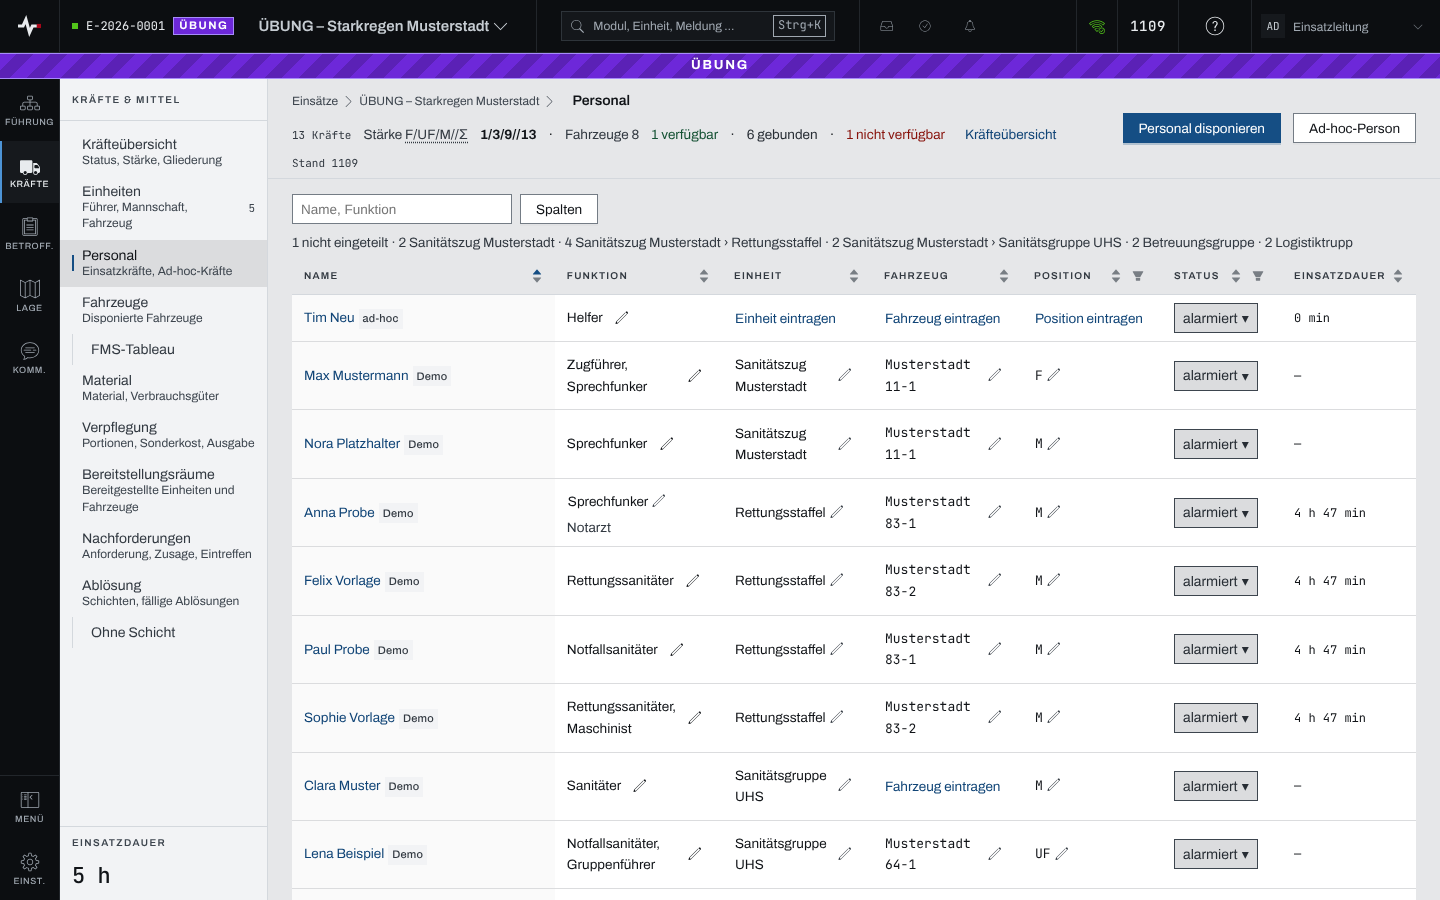 E-2026-0001 ÜBUNG ÜBUNG – Starkregen Musterstadt Modul, Einheit, Meldung ... Strg+K 1109 ? AD Einsatzleitung
ÜBUNG
FÜHRUNG
KRÄFTE
BETROFF.
LAGE
KOMM.
MENÜ
EINST.
KRÄFTE & MITTEL
Kräfteübersicht
Status, Stärke, Gliederung
Einheiten
Führer, Mannschaft,
Fahrzeug
5
Personal
Einsatzkräfte, Ad-hoc-Kräfte
Fahrzeuge
Disponierte Fahrzeuge
FMS-Tableau
Material
Material, Verbrauchsgüter
Verpflegung
Portionen, Sonderkost, Ausgabe
Bereitstellungsräume
Bereitgestellte Einheiten und
Fahrzeuge
Nachforderungen
Anforderung, Zusage, Eintreffen
Ablösung
Schichten, fällige Ablösungen
Ohne Schicht
EINSATZDAUER
5 h
Einsätze ÜBUNG – Starkregen Musterstadt Personal
13 Kräfte Stärke F/UF/M//Σ 1/3/9//13 · Fahrzeuge 8 1 verfügbar · 6 gebunden · 1 nicht verfügbar Kräfteübersicht
Stand 1109
Personal disponieren Ad-hoc-Person
Name, Funktion Spalten
1 nicht eingeteilt · 2 Sanitätszug Musterstadt · 4 Sanitätszug Musterstadt › Rettungsstaffel · 2 Sanitätszug Musterstadt › Sanitätsgruppe UHS · 2 Betreuungsgruppe · 2 Logistiktrupp
NAME FUNKTION EINHEIT FAHRZEUG POSITION STATUS EINSATZDAUER
Tim Neu ad-hoc Helfer Einheit eintragen Fahrzeug eintragen Position eintragen alarmiert ▾ 0 min
Max Mustermann Demo Zugführer, Sprechfunker Sanitätszug Musterstadt Musterstadt 11-1 F alarmiert ▾ –
Nora Platzhalter Demo Sprechfunker Sanitätszug Musterstadt Musterstadt 11-1 M alarmiert ▾ –
Anna Probe Demo Sprechfunker Notarzt Rettungsstaffel Musterstadt 83-1 M alarmiert ▾ 4 h 47 min
Felix Vorlage Demo Rettungssanitäter Rettungsstaffel Musterstadt 83-2 M alarmiert ▾ 4 h 47 min
Paul Probe Demo Notfallsanitäter Rettungsstaffel Musterstadt 83-1 M alarmiert ▾ 4 h 47 min
Sophie Vorlage Demo Rettungssanitäter, Maschinist Rettungsstaffel Musterstadt 83-2 M alarmiert ▾ 4 h 47 min
Clara Muster Demo Sanitäter Sanitätsgruppe UHS Fahrzeug eintragen M alarmiert ▾ –
Lena Beispiel Demo Notfallsanitäter, Gruppenführer Sanitätsgruppe UHS Musterstadt 64-1 UF alarmiert ▾ –